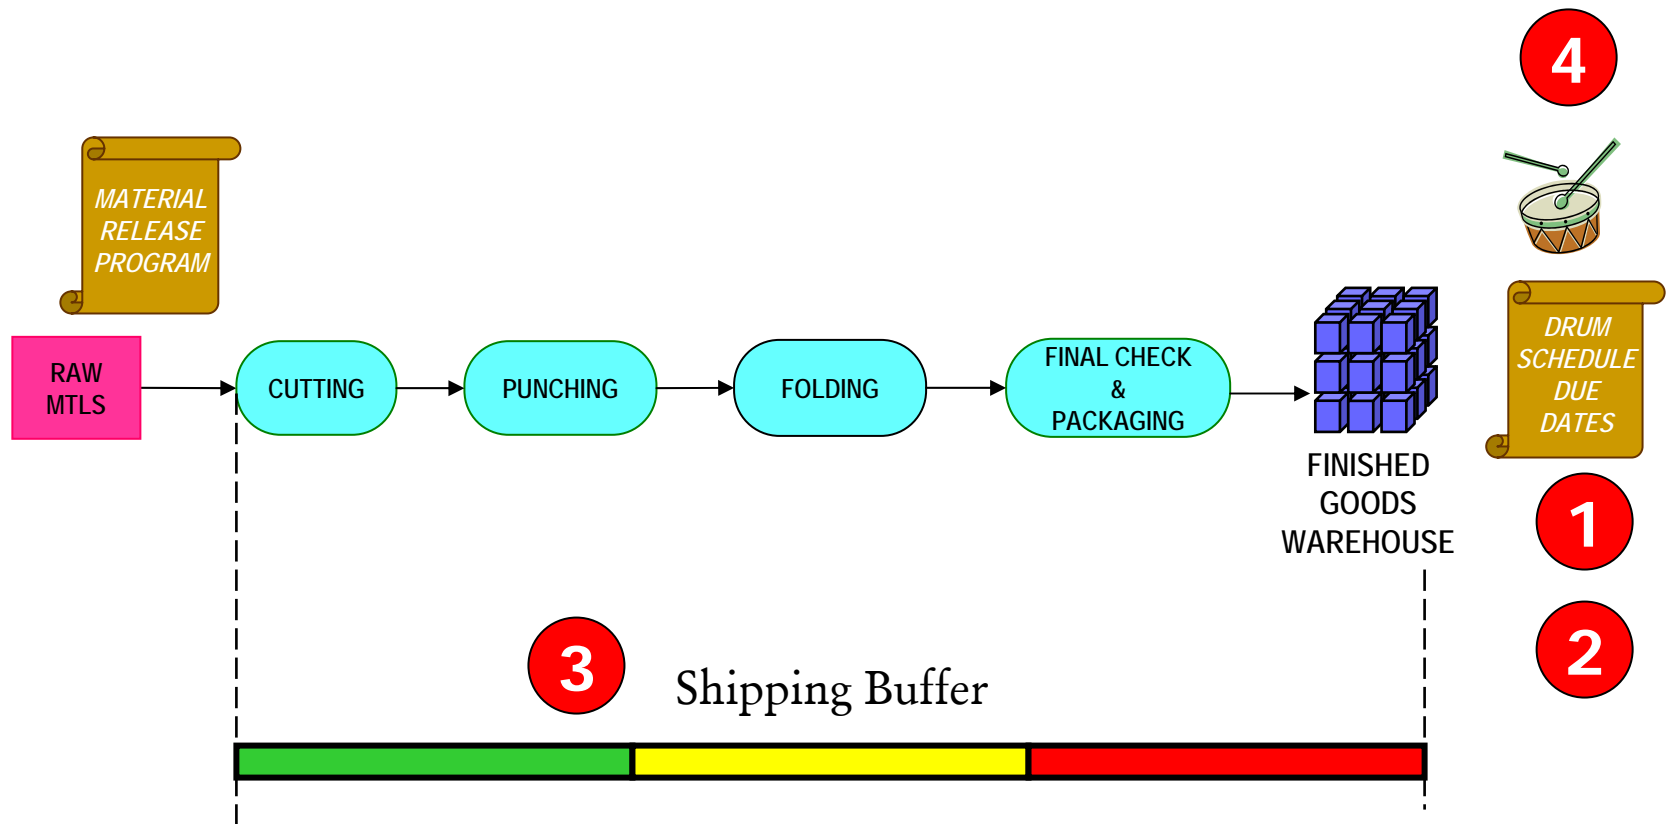 4
MATERIAL
RELEASE
PROGRAM
RAW
MTLS
CUTTING
PUNCHING
FOLDING
FINAL CHECK
&
PACKAGING
FINISHED
GOODS
WAREHOUSE
DRUM
SCHEDULE
DUE
DATES
1
2
3
Shipping Buffer